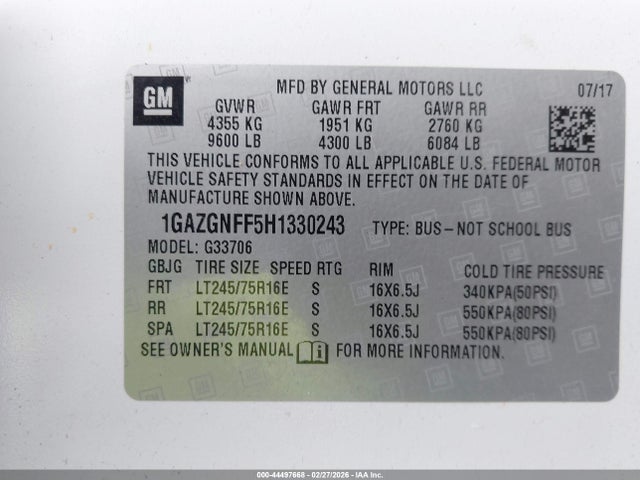 GM
MFD BY GENERAL MOTORS LLC 07/17
GVWR GAWR FRT GAWR RR
4355 KG 1951 KG 2760 KG
9600 LB 4300 LB 6084 LB
THIS VEHICLE CONFORMS TO ALL APPLICABLE U.S. FEDERAL MOTOR
VEHICLE SAFETY STANDARDS IN EFFECT ON THE DATE OF
MANUFACTURE SHOWN ABOVE.
1GAZGNFF5H1330243 TYPE: BUS-NOT SCHOOL BUS
MODEL: G33706
GBJG TIRE SIZE SPEED RTG RIM COLD TIRE PRESSURE
FRT LT245/75R16E S 16X6.5J 340KPA(50PSI)
RR LT245/75R16E S 16X6.5J 550KPA(80PSI)
SPA LT245/75R16E S 16X6.5J 550KPA(80PSI)
SEE OWNER'S MANUAL FOR MORE INFORMATION.
000-44497668 - 02/27/2026 - IAA Inc.